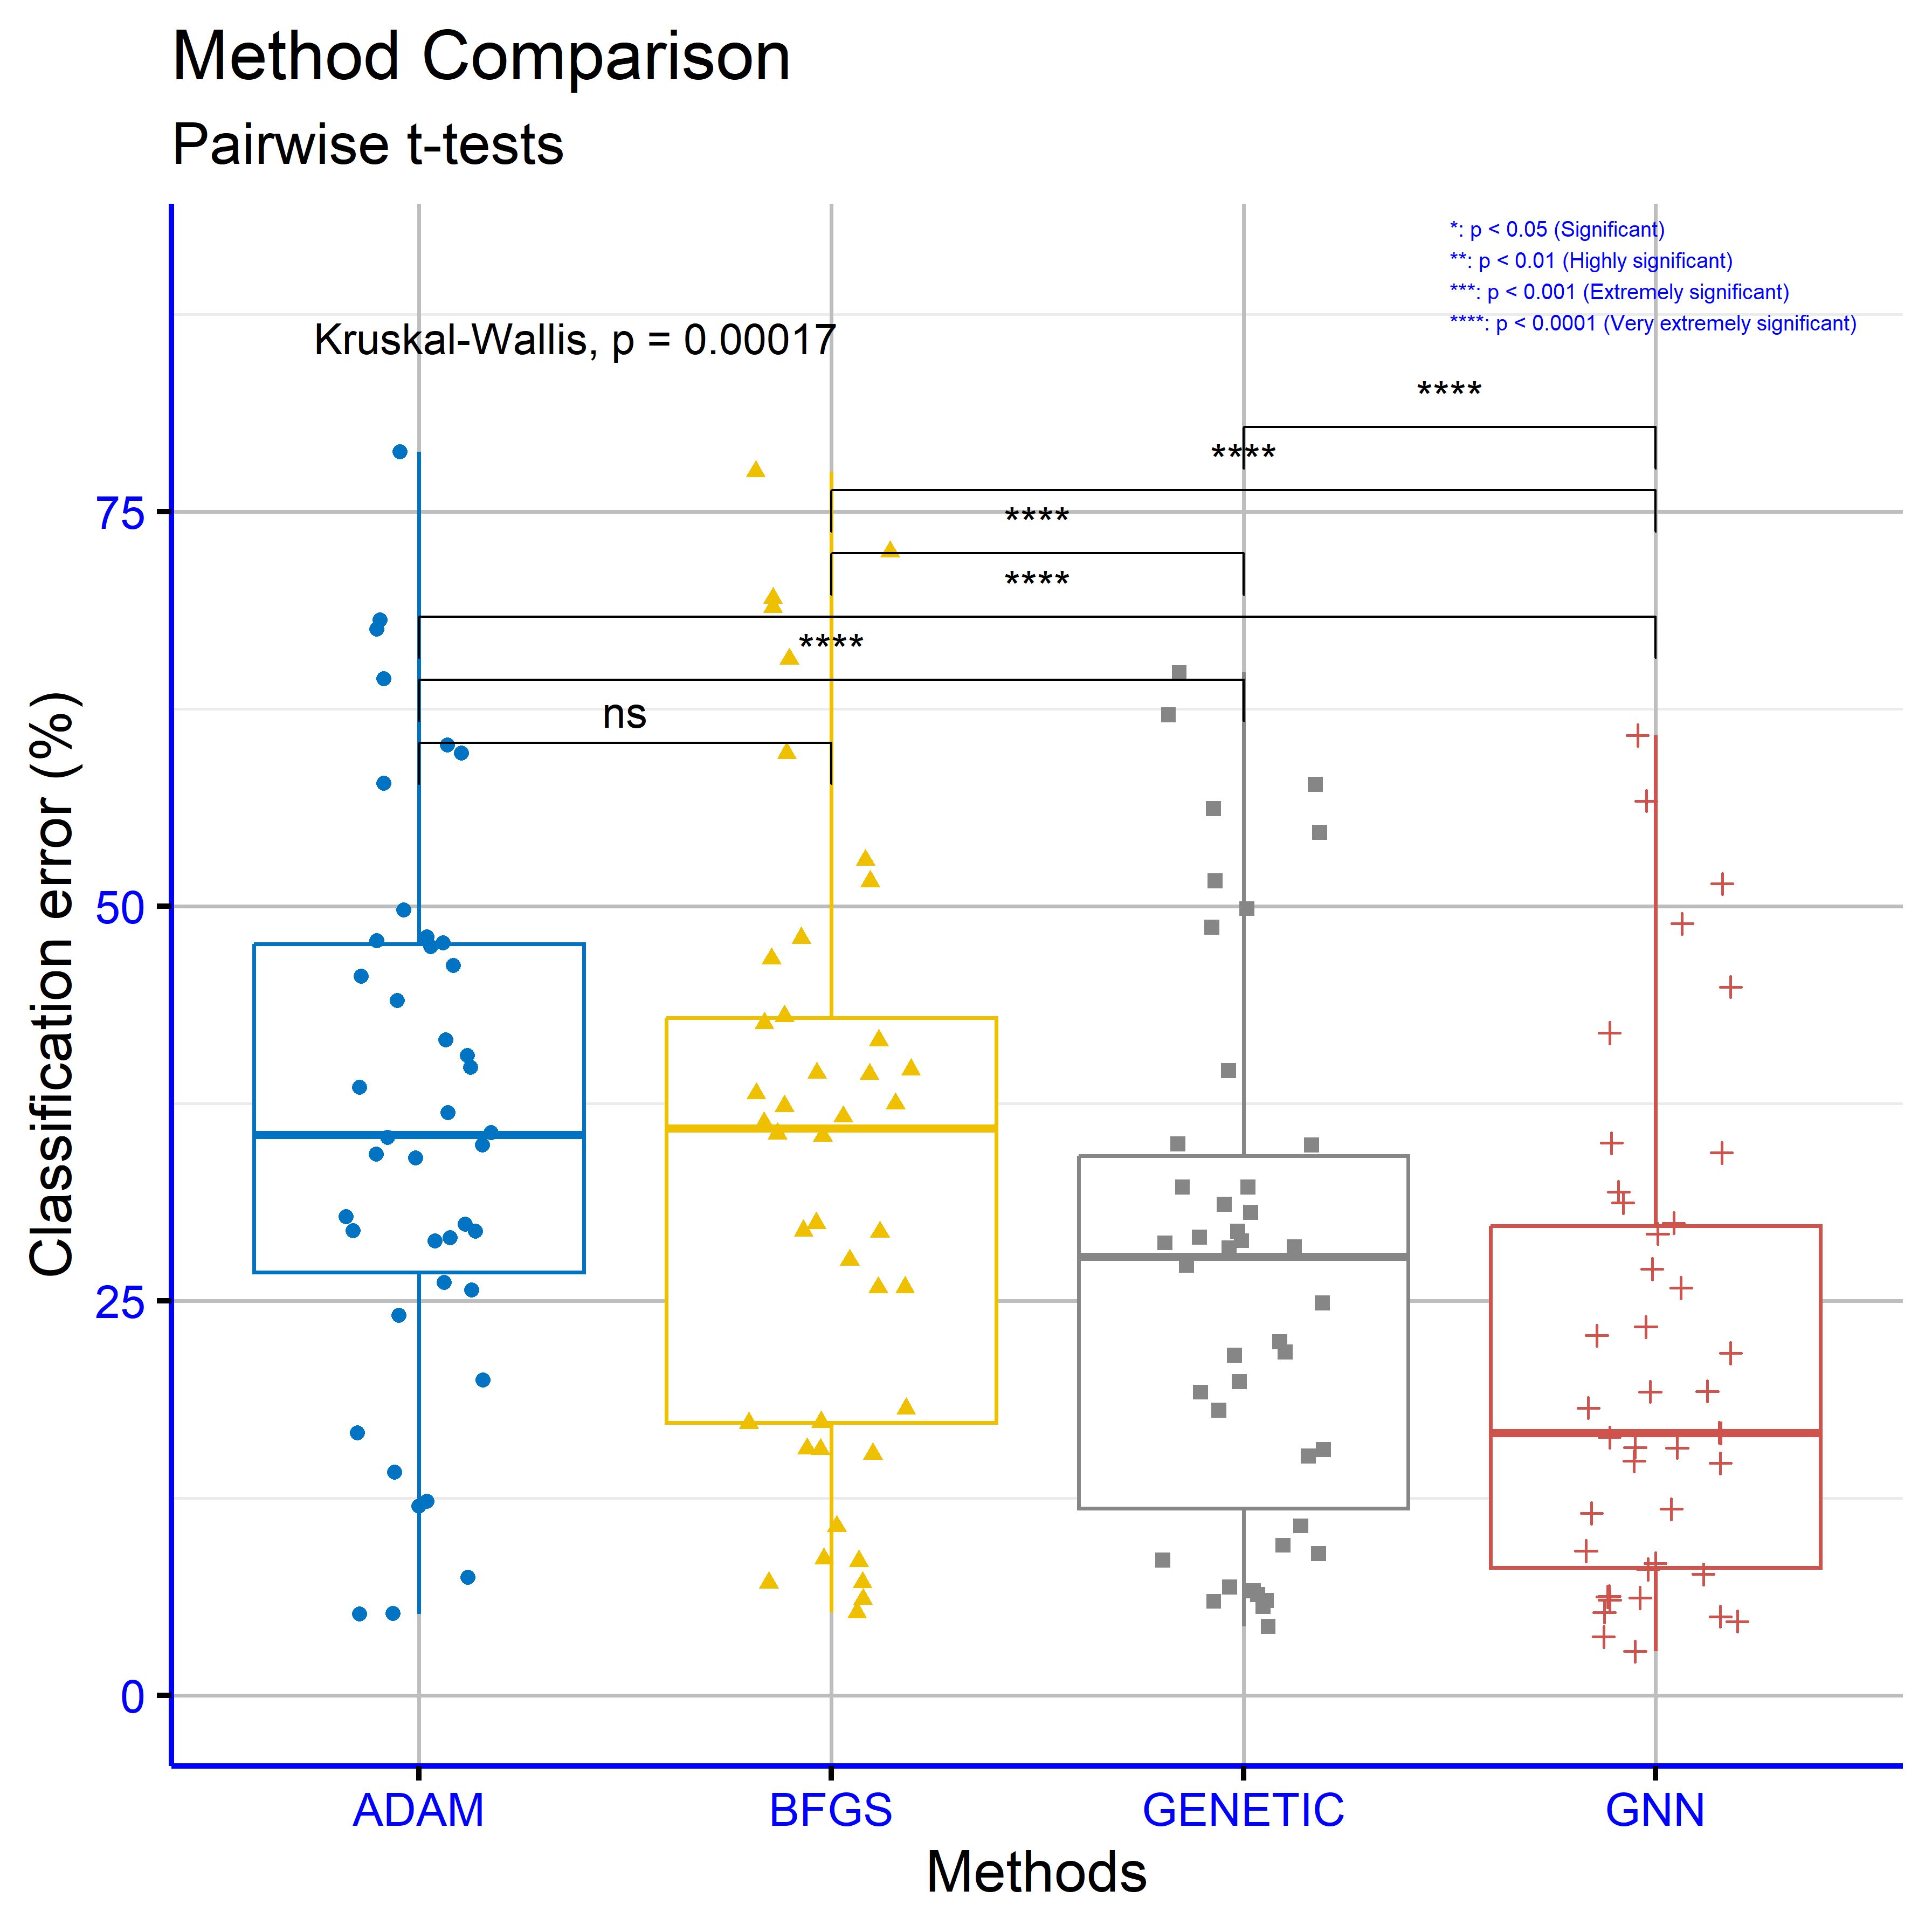 Method Comparison
Pairwise t-tests
*: p < 0.05 (Significant)
**: p < 0.01 (Highly significant)
***: p < 0.001 (Extremely significant)
****: p < 0.0001 (Very extremely significant)
Kruskal-Wallis, p = 0.00017
****
****
****
****
****
ns
75
50
25
0
Classification error (%)
ADAM
BFGS
GENETIC
GNN
Methods